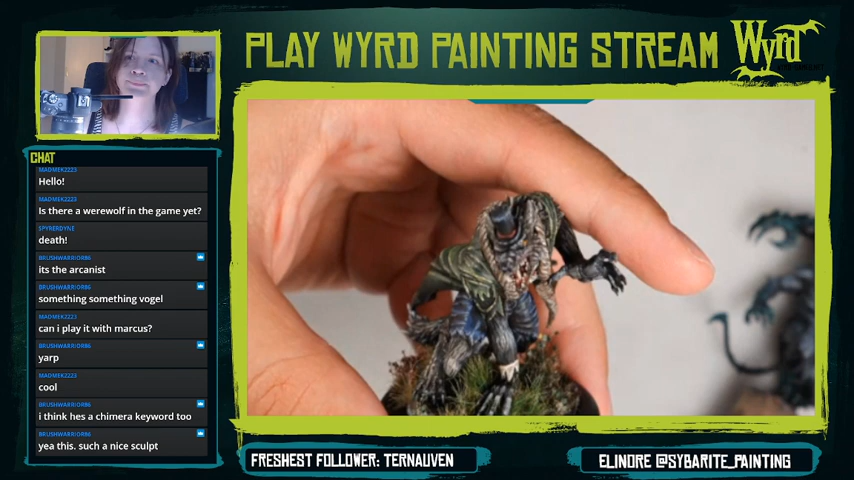 PLAY WYRD PAINTING STREAM
Wyrd
CHAT
MADMEK2223
Hello!
MADMEK2223
Is there a werewolf in the game yet?
SPYRERDYNE
death!
BRUSHWARRIOR86
its the arcanist
BRUSHWARRIOR86
something something vogel
MADMEK2223
can i play it with marcus?
BRUSHWARRIOR86
yarp
MADMEK2223
cool
BRUSHWARRIOR86
i think hes a chimera keyword too
BRUSHWARRIOR86
yea this. such a nice sculpt
FRESHEST FOLLOWER: TERNAUVEN
ELINORE @SYBARITE_PAINTING